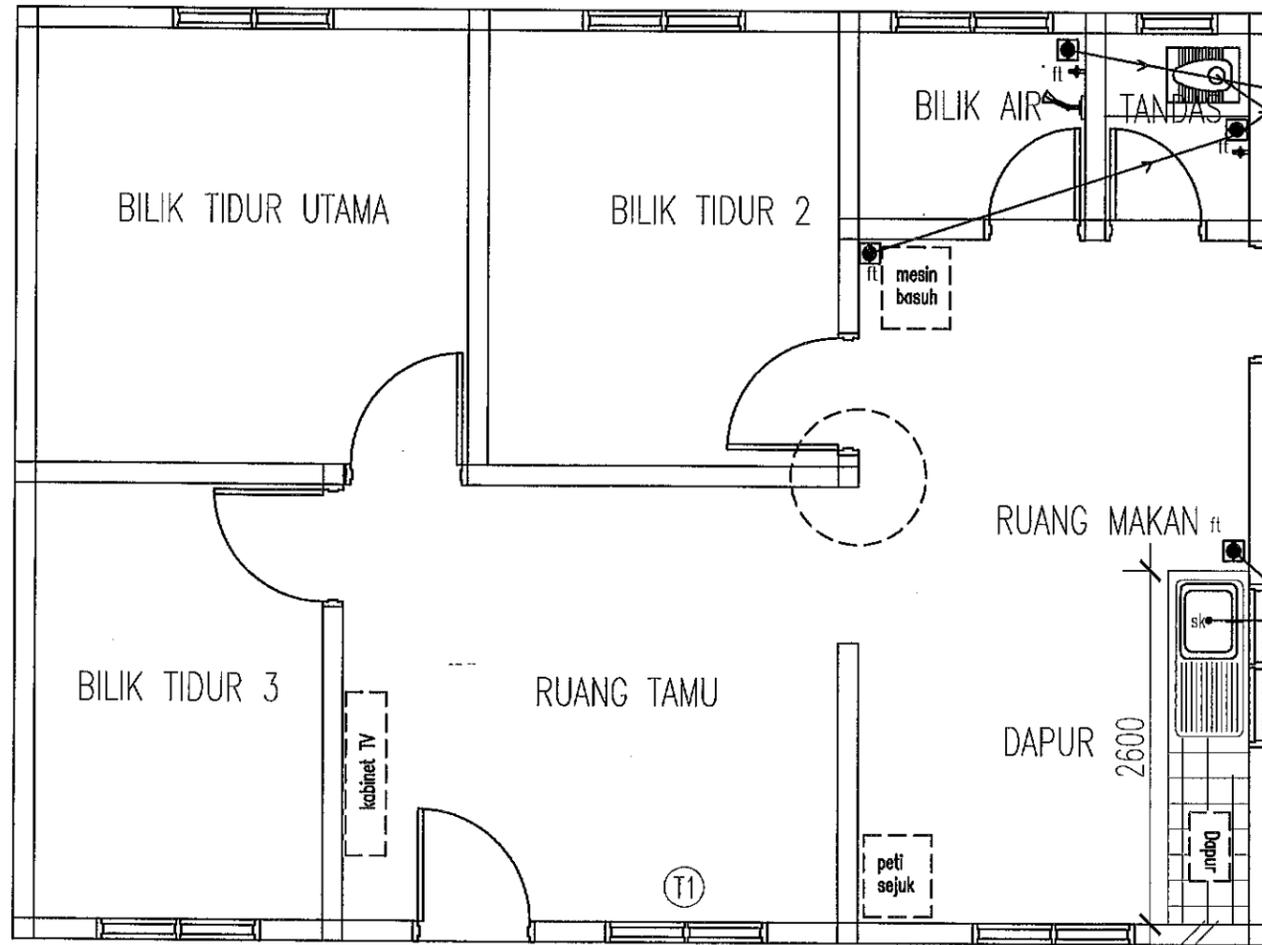 ft
BILIK AIR
TANDAS
ft
BILIK TIDUR UTAMA
BILIK TIDUR 2
ft
mesin
basuh
RUANG MAKAN
ft
sk
BILIK TIDUR 3
RUANG TAMU
DAPUR
2600
kabinet TV
Dapur
peti
sejuk
T1